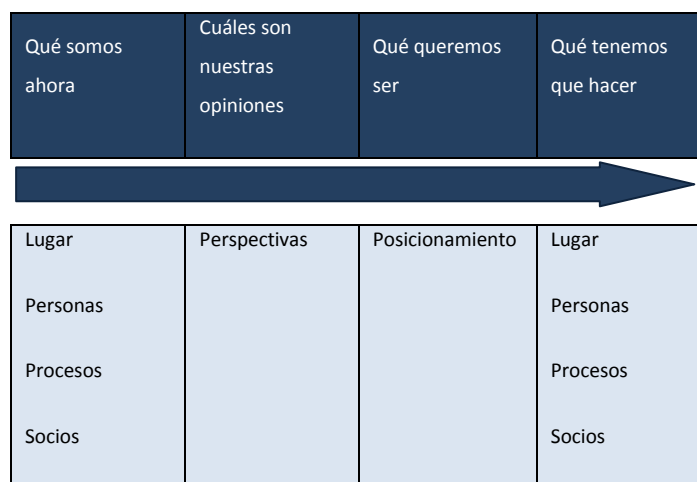 Qué somos
ahora
Cuáles son
nuestras
opiniones
Qué queremos
ser
Qué tenemos
que hacer
Lugar
Personas
Procesos
Socios
Perspectivas
Posicionamiento
Lugar
Personas
Procesos
Socios